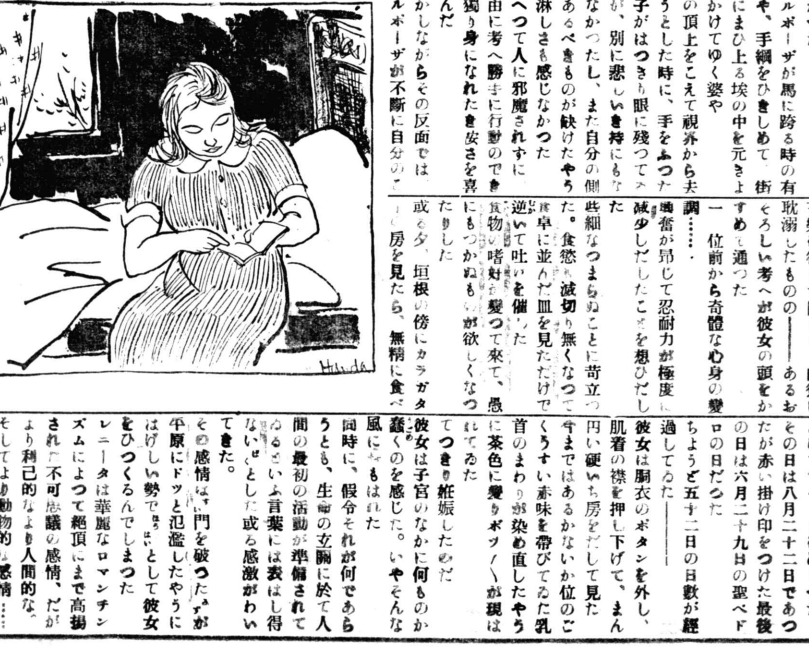 ルボーザが馬に跨る時の有
や、手綱をひきしめて、街
にまひ上る埃の中を元きよ
かけてゆく姿や
の頂上をこえて視界から去
うとした時に、手をふつた
子がはつきり眼に殘つてゐ
が、別に悲しい氣持にもな
なかつたし、また自分の側
あるべきものが缺けたやう
淋しさも感じなかつた
へつて人に邪魔されずに
由に考へ勝手に行動のでき
獨り身になれたき安さを喜
んだ
かしながらその反面では、
ルボーザが不斷に自分のこ
耽溺したものの――あるお
そろしい考へが彼女の頭をか
すめて通つた
一 位前から奇體な心身の變
調……
興奮が昂じて忍耐力が極度に
減少しだしたことを想ひだし
た
些細なつまらぬことに苛立つ
た。食慾 減切り無くなつて
食卓に並んだ皿を見ただけで
逆いて吐いを催した
食物の嗜好が變つて來て、愚
にもつかぬものが欲しくなつ
たりした
或る夕、垣根の傍にカラガタ
房を見たら、無精に食べ
その日は八月二十二日であつ
たが赤い掛け印をつけた最後
の日は六月二十九日の聖ペド
ロの日だつた
ちようど五十二日の日數が經
過してゐた――――
彼女は胴衣のボタンを外し、
肌着の襟を押し下げて、まん
円い硬いち房をだして見た
今まではあるかないか位のご
くうすい赤味を帶びてゐた乳
首のまわりが染め直したやう
に茶色に變りボツ〳〵が現は
れてゐた
てつきり妊娠したのだ
彼女は子宮のなかに何ものか
蠢くのを感じた。いやそんな
風におもはれた
同時に、假令それが何であら
うとも、生命の玄關に於て人
間の最初の活動が準備されて
ゐるといふ言葉には表はし得
ないぞとした或る感激がわい
てきた。
その感情は 門を破つた が
平原にドツと氾濫したやうに
はげしい勢で いとして彼女
をひつくるんでしまつた
レニータは華麗なロマンチシ
ズムによつて絶頂にまで高揚
された不可思議の感情、だが
より利己的なより人間的な、
そしてより動物的な感情……